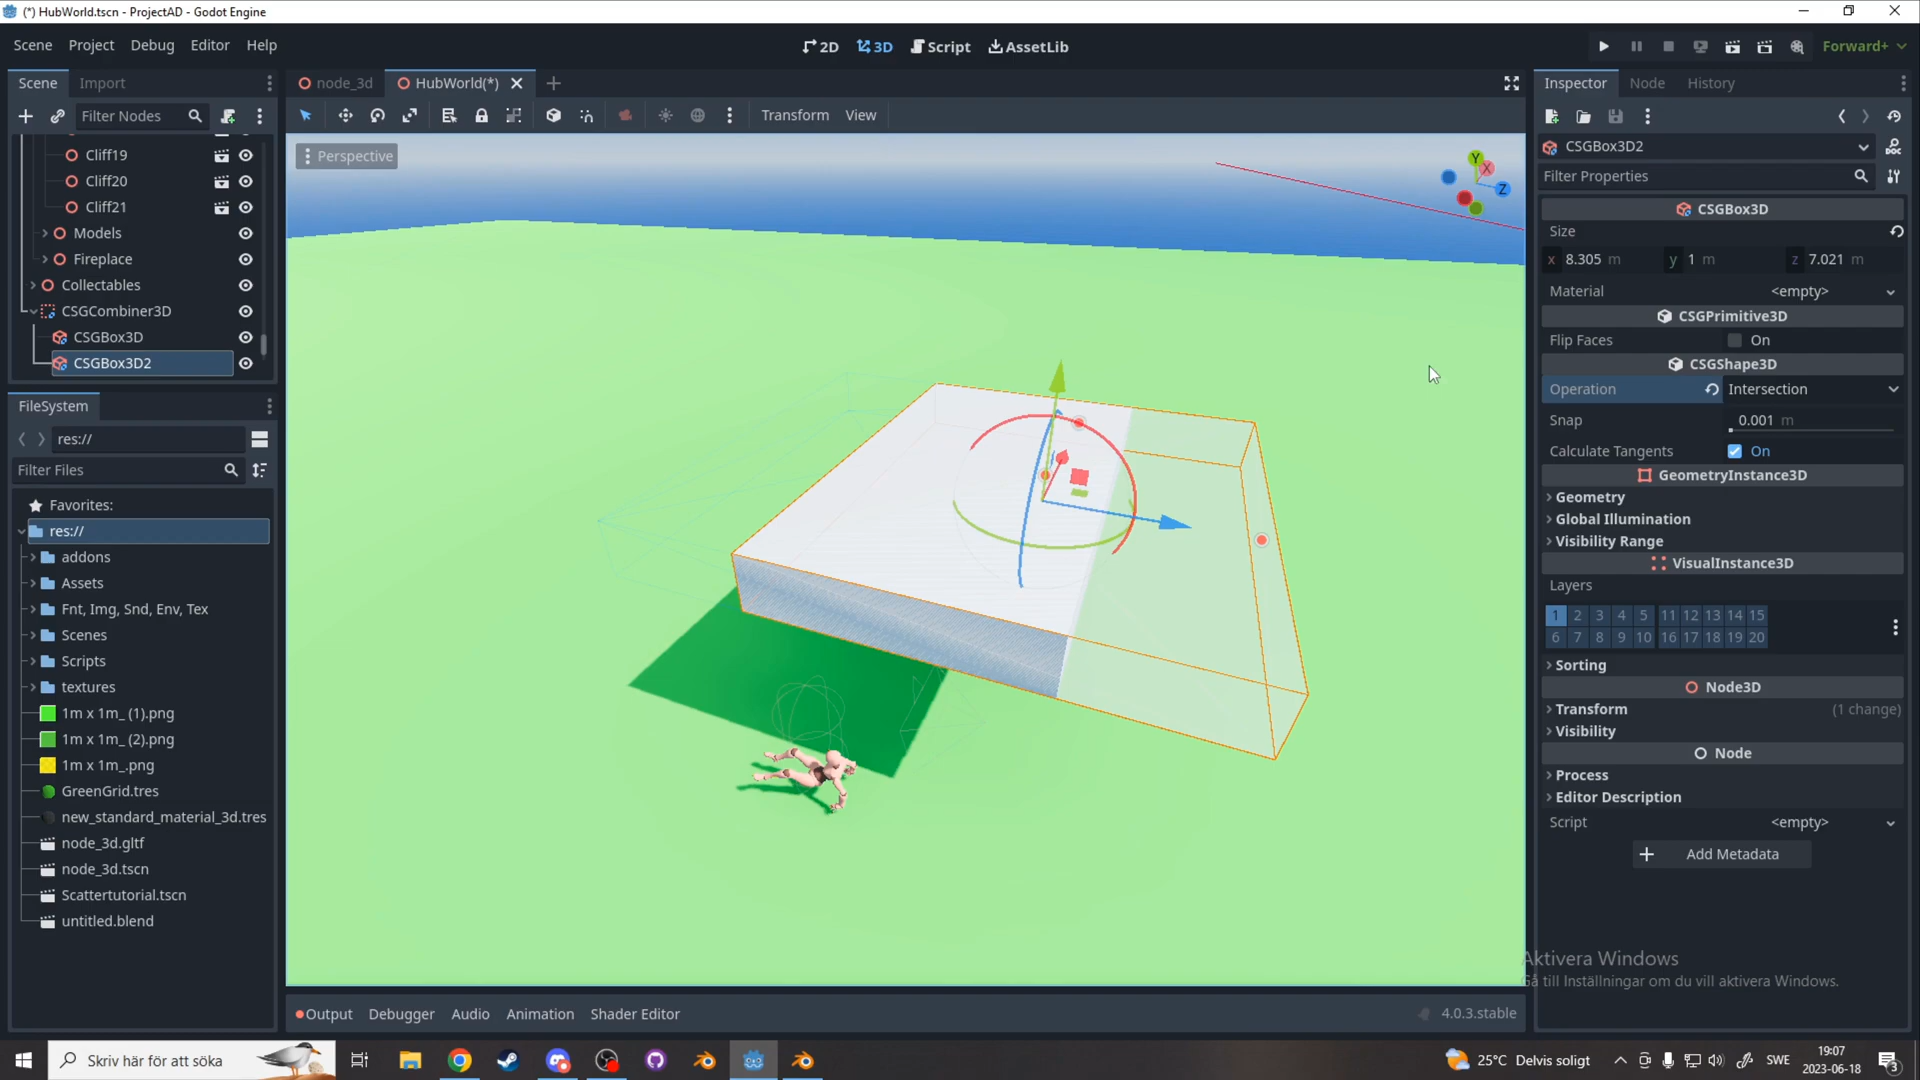 (*) HubWorld.tscn - ProjectAD - Godot Engine
Scene Project Debug Editor Help
2D 3D Script AssetLib
Forward+
Scene Import
node_3d HubWorld(*)
Inspector Node History
Filter Nodes
Transform View
Perspective
Y X Z
Cliff19
Cliff20
Cliff21
Models
Fireplace
Collectables
CSGCombiner3D
CSGBox3D
CSGBox3D2
FileSystem
res://
Filter Files
Favorites:
res://
addons
Assets
Fnt, Img, Snd, Env, Tex
Scenes
Scripts
textures
1m x 1m_ (1).png
1m x 1m_ (2).png
1m x 1m_.png
GreenGrid.tres
new_standard_material_3d.tres
node_3d.gltf
node_3d.tscn
Scattertutorial.tscn
untitled.blend
CSGBox3D2
Filter Properties
CSGBox3D
Size
x 8.305 m y 1 m z 7.021 m
Material <empty>
CSGPrimitive3D
Flip Faces On
CSGShape3D
Operation Intersection
Snap 0.001 m
Calculate Tangents On
GeometryInstance3D
Geometry
Global Illumination
Visibility Range
VisualInstance3D
Layers
1 2 3 4 5 11 12 13 14 15
6 7 8 9 10 16 17 18 19 20
Sorting
Node3D
Transform (1 change)
Visibility
Node
Process
Editor Description
Script <empty>
Add Metadata
Aktivera Windows
Gå till Inställningar om du vill aktivera Windows.
Output Debugger Audio Animation Shader Editor
4.0.3.stable
Skriv här för att söka
25°C Delvis soligt
SWE
19:07
2023-06-18
3